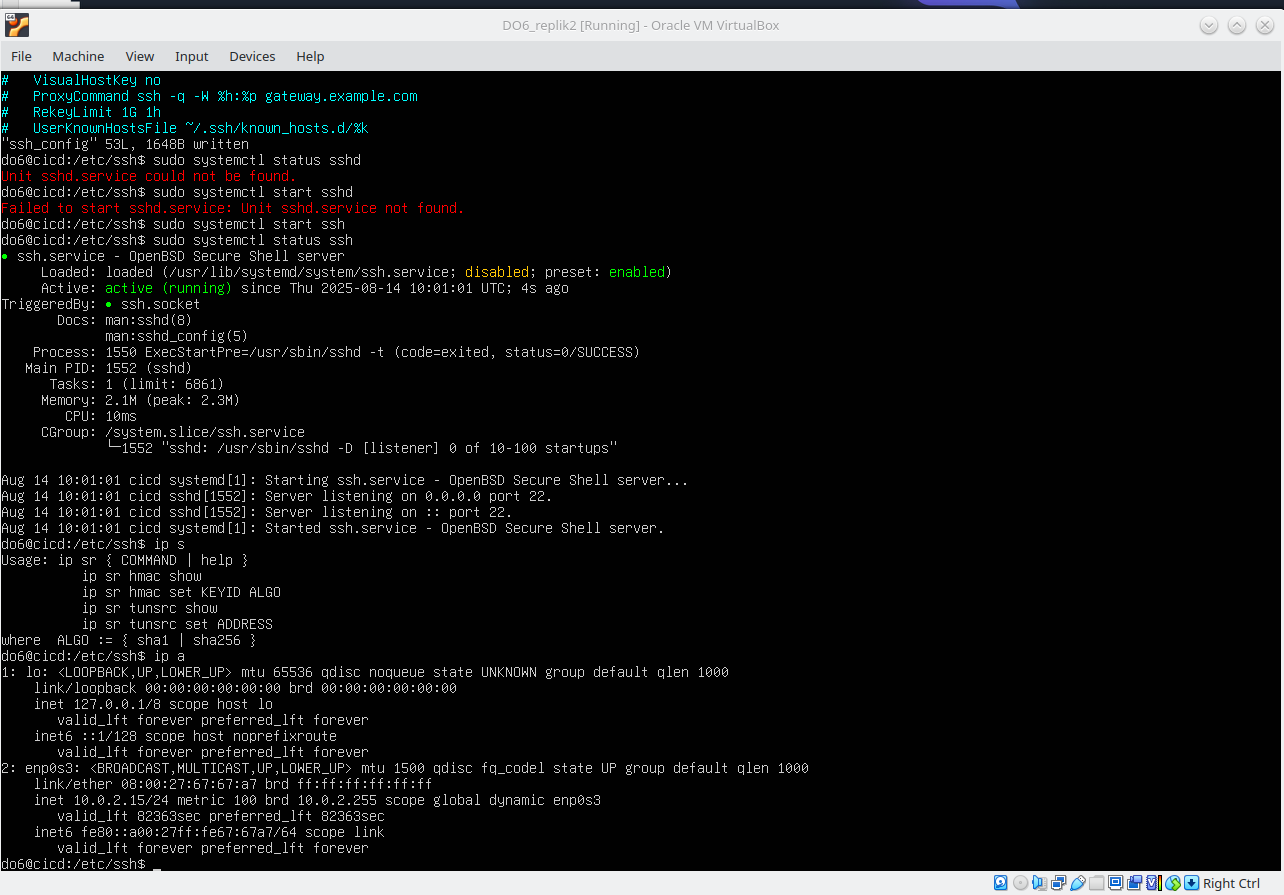 DO6_replik2 [Running] - Oracle VM VirtualBox
File Machine View Input Devices Help
#   VisualHostKey no
#   ProxyCommand ssh -q -W %h:%p gateway.example.com
#   RekeyLimit 1G 1h
#   UserKnownHostsFile ~/.ssh/known_hosts.d/%k
"ssh_config" 53L, 1648B written
do6@cicd:/etc/ssh$ sudo systemctl status sshd
Unit sshd.service could not be found.
do6@cicd:/etc/ssh$ sudo systemctl start sshd
Failed to start sshd.service: Unit sshd.service not found.
do6@cicd:/etc/ssh$ sudo systemctl start ssh
do6@cicd:/etc/ssh$ sudo systemctl status ssh
● ssh.service - OpenBSD Secure Shell server
     Loaded: loaded (/usr/lib/systemd/system/ssh.service; disabled; preset: enabled)
     Active: active (running) since Thu 2025-08-14 10:01:01 UTC; 4s ago
TriggeredBy: ● ssh.socket
       Docs: man:sshd(8)
             man:sshd_config(5)
    Process: 1550 ExecStartPre=/usr/sbin/sshd -t (code=exited, status=0/SUCCESS)
   Main PID: 1552 (sshd)
      Tasks: 1 (limit: 6861)
     Memory: 2.1M (peak: 2.3M)
        CPU: 10ms
     CGroup: /system.slice/ssh.service
             └─1552 "sshd: /usr/sbin/sshd -D [listener] 0 of 10-100 startups"
Aug 14 10:01:01 cicd systemd[1]: Starting ssh.service - OpenBSD Secure Shell server...
Aug 14 10:01:01 cicd sshd[1552]: Server listening on 0.0.0.0 port 22.
Aug 14 10:01:01 cicd sshd[1552]: Server listening on :: port 22.
Aug 14 10:01:01 cicd systemd[1]: Started ssh.service - OpenBSD Secure Shell server.
do6@cicd:/etc/ssh$ ip s
Usage: ip sr { COMMAND | help }
          ip sr hmac show
          ip sr hmac set KEYID ALGO
          ip sr tunsrc show
          ip sr tunsrc set ADDRESS
where  ALGO := { sha1 | sha256 }
do6@cicd:/etc/ssh$ ip a
1: lo: <LOOPBACK,UP,LOWER_UP> mtu 65536 qdisc noqueue state UNKNOWN group default qlen 1000
    link/loopback 00:00:00:00:00:00 brd 00:00:00:00:00:00
    inet 127.0.0.1/8 scope host lo
       valid_lft forever preferred_lft forever
    inet6 ::1/128 scope host noprefixroute
       valid_lft forever preferred_lft forever
2: enp0s3: <BROADCAST,MULTICAST,UP,LOWER_UP> mtu 1500 qdisc fq_codel state UP group default qlen 1000
    link/ether 08:00:27:67:67:a7 brd ff:ff:ff:ff:ff:ff
    inet 10.0.2.15/24 metric 100 brd 10.0.2.255 scope global dynamic enp0s3
       valid_lft 82363sec preferred_lft 82363sec
    inet6 fe80::a00:27ff:fe67:67a7/64 scope link
       valid_lft forever preferred_lft forever
do6@cicd:/etc/ssh$ _
Right Ctrl